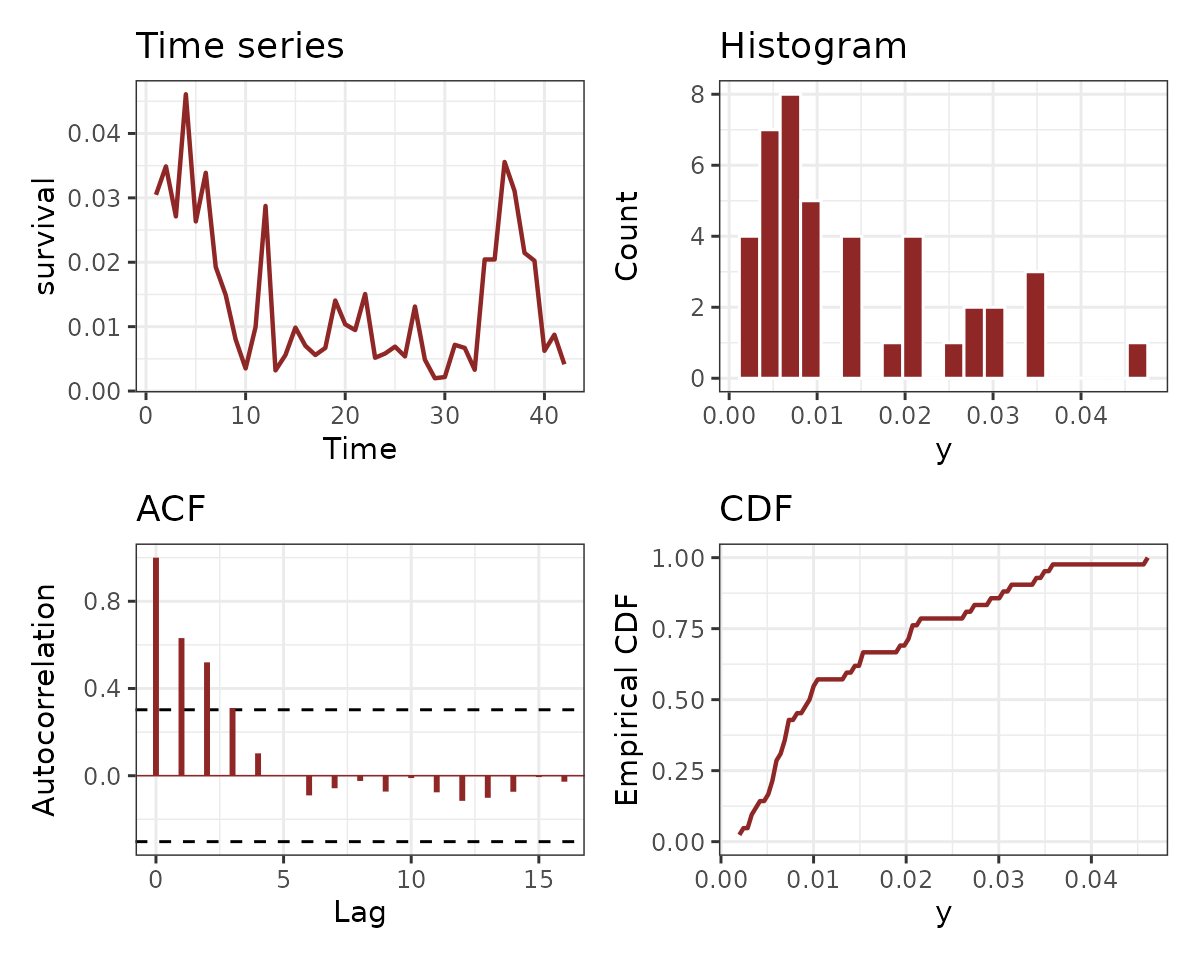 Time series
survival
0.04
0.03
0.02
0.01
0.00
0 10 20 30 40
Time
Histogram
Count
8
6
4
2
0
0.00 0.01 0.02 0.03 0.04
y
ACF
Autocorrelation
0.8
0.4
0.0
0 5 10 15
Lag
CDF
Empirical CDF
1.00
0.75
0.50
0.25
0.00
0.00 0.01 0.02 0.03 0.04
y